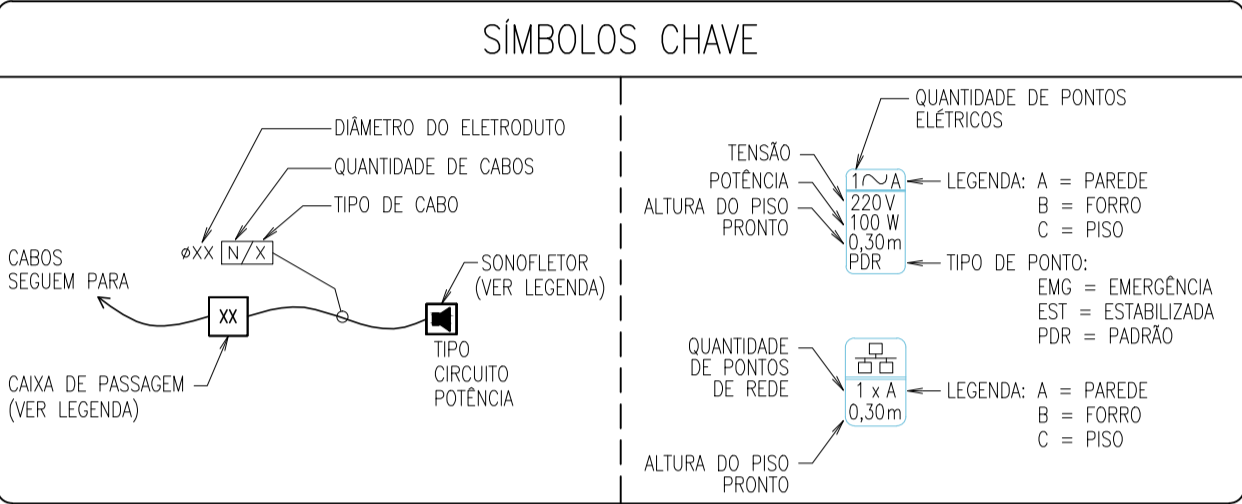 SÍMBOLOS CHAVE
DIÂMETRO DO ELETRODUTO
QUANTIDADE DE CABOS
TIPO DE CABO
øXX N/X
CABOS
SEGUEM PARA
XX
SONOFLETOR
(VER LEGENDA)
TIPO
CIRCUITO
POTÊNCIA
CAIXA DE PASSAGEM
(VER LEGENDA)
QUANTIDADE DE PONTOS
ELÉTRICOS
TENSÃO
POTÊNCIA
ALTURA DO PISO
PRONTO
1~A
220V
100 W
0,30m
PDR
LEGENDA: A = PAREDE
B = FORRO
C = PISO
TIPO DE PONTO:
EMG = EMERGÊNCIA
EST = ESTABILIZADA
PDR = PADRÃO
QUANTIDADE
DE PONTOS
DE REDE
1 x A
0,30m
LEGENDA: A = PAREDE
B = FORRO
C = PISO
ALTURA DO PISO
PRONTO